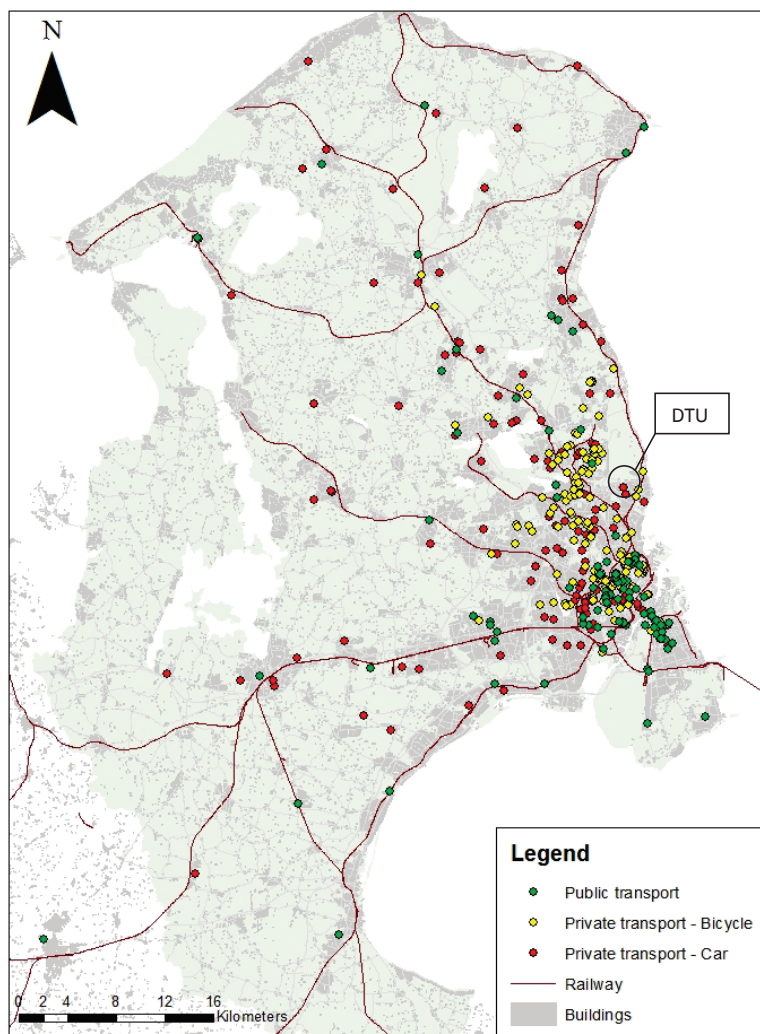 N
DTU
Legend
Public transport
Private transport - Bicycle
Private transport - Car
Railway
Buildings
0 2 4 8 12 16
Kilometers